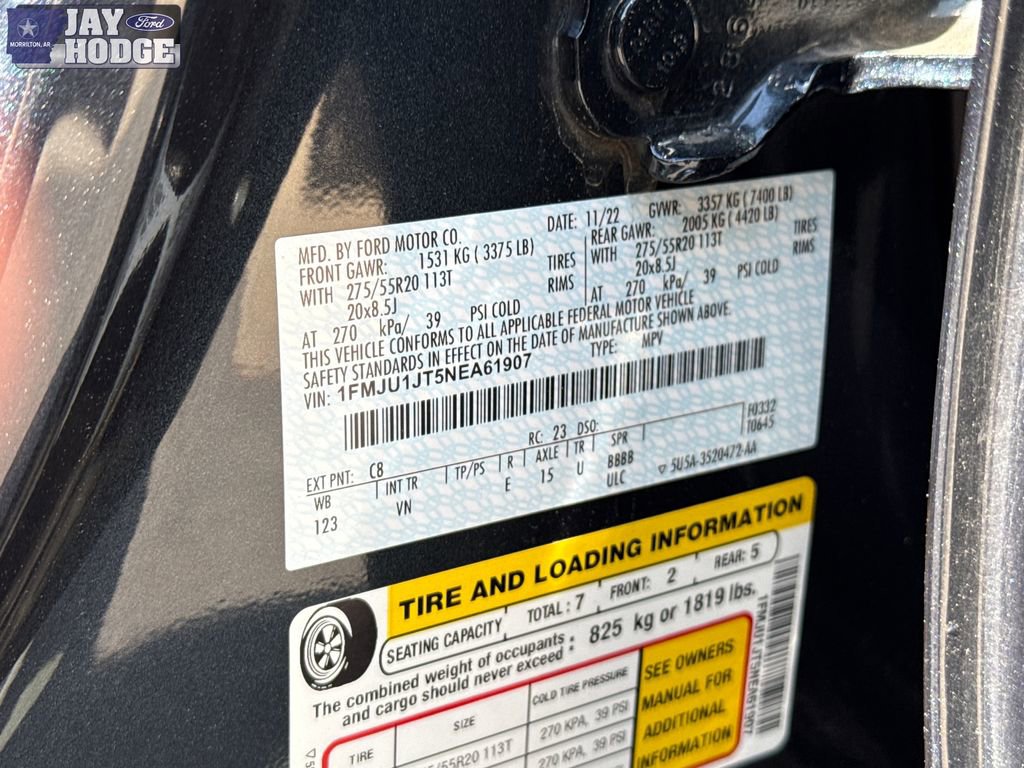 JAY
Ford
MORRILTON, AR
HODGE
MFD. BY FORD MOTOR CO.
DATE: 11/22 GVWR: 3357 KG ( 7400 LB)
FRONT GAWR: 1531 KG ( 3375 LB)
REAR GAWR: 2005 KG ( 4420 LB)
WITH 275/55R20 113T TIRES
275/55R20 113T TIRES
20x8.5J RIMS
WITH 20x8.5J RIMS
AT 270 kPa/ 39 PSI COLD
AT 270 kPa/ 39 PSI COLD
THIS VEHICLE CONFORMS TO ALL APPLICABLE FEDERAL MOTOR VEHICLE
SAFETY STANDARDS IN EFFECT ON THE DATE OF MANUFACTURE SHOWN ABOVE.
VIN: 1FMJU1JT5NEA61907 TYPE: MPV
EXT PNT: C8 RC: 23 DSO: F0332
T0645
WB INT TR TP/PS R AXLE TR SPR
123 VN E 15 U BBBB
ULC
5U5A-3520472-AA
TIRE AND LOADING INFORMATION
SEATING CAPACITY TOTAL : 7 FRONT: 2 REAR: 5
The combined weight of occupants
and cargo should never exceed : 825 kg or 1819 lbs.
TIRE SIZE COLD TIRE PRESSURE
SEE OWNERS
MANUAL FOR
ADDITIONAL
INFORMATION
/55R20 113T 270 KPA, 39 PSI
270 KPA, 39 PSI
1FMJU1JT5NEA61907